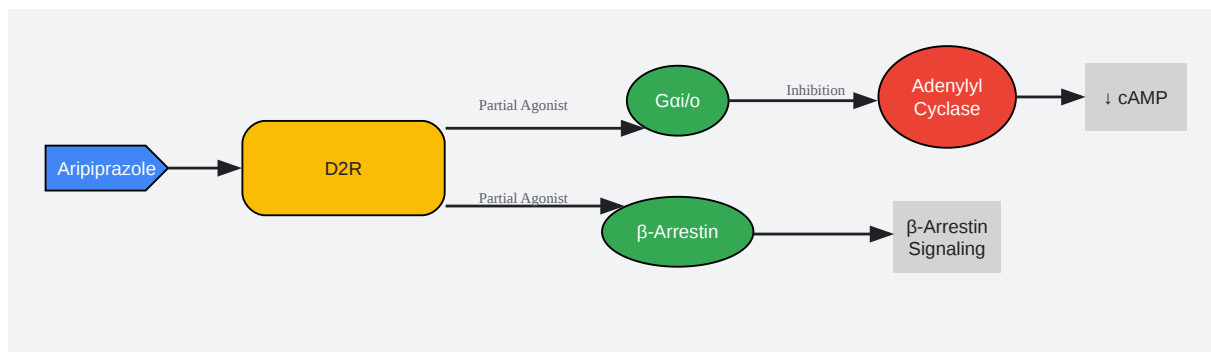 Aripiprazole
D2R
Partial Agonist
Gαi/o
Inhibition
Adenylyl
Cyclase
↓ cAMP
Partial Agonist
β-Arrestin
β-Arrestin
Signaling